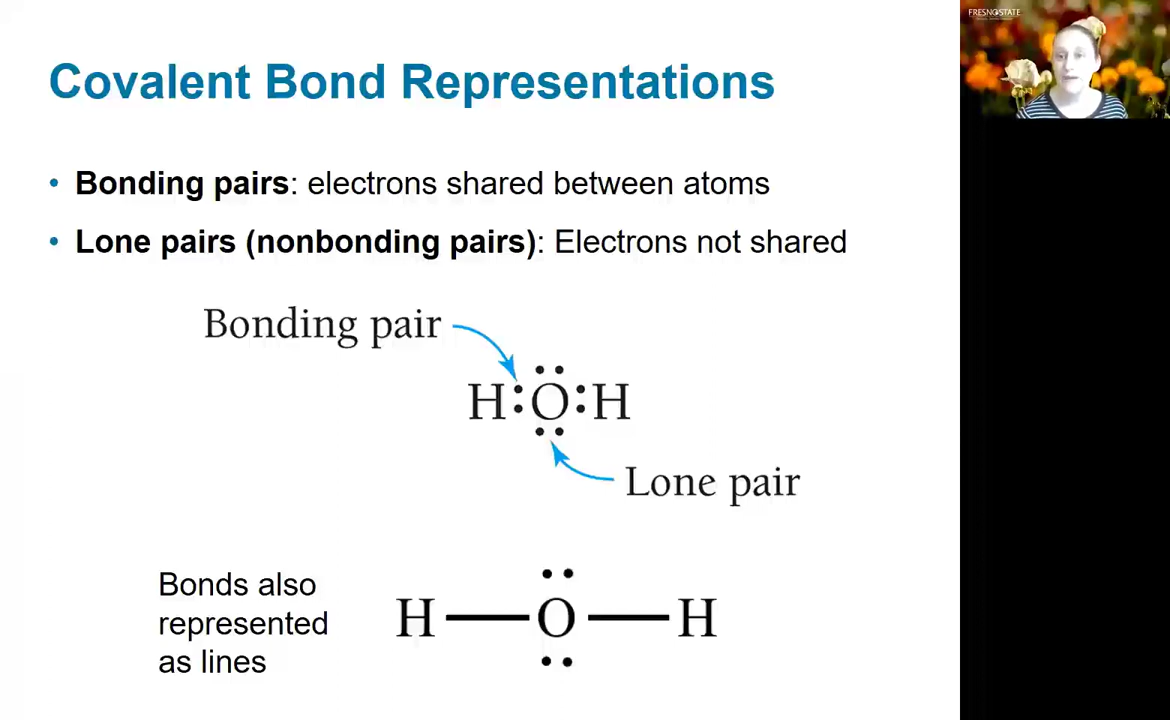 FRESNO STATE
Covalent Bond Representations
• Bonding pairs: electrons shared between atoms
• Lone pairs (nonbonding pairs): Electrons not shared
Bonding pair
H:O:H
Lone pair
Bonds also
represented
as lines
H—O—H